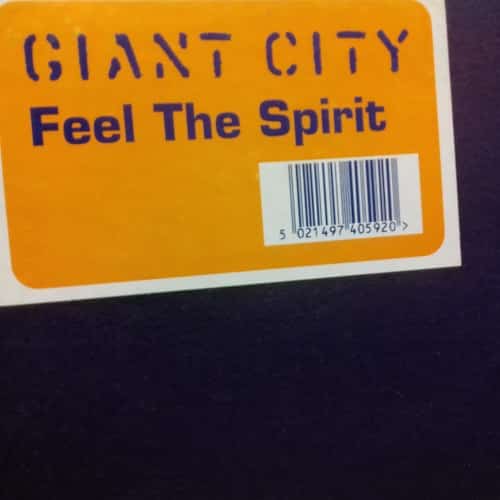 GIANT CITY
Feel The Spirit
5 021497 405920 >